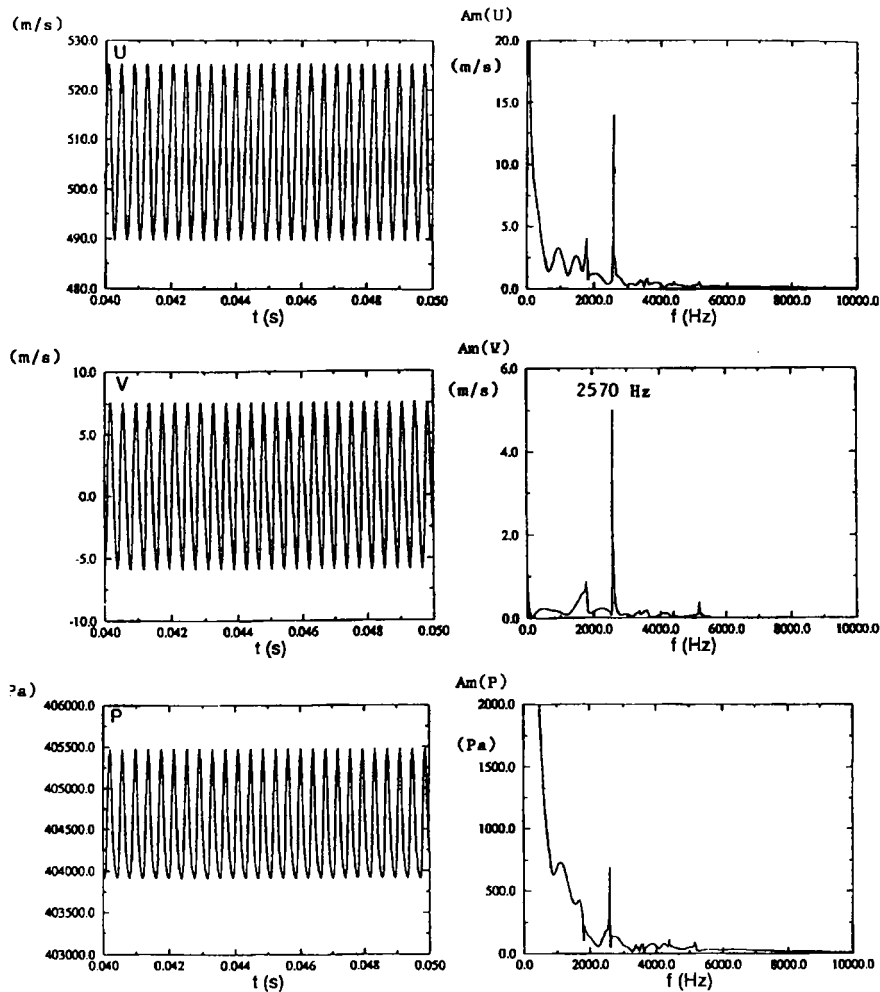 (m/s)
530.0
U
520.0
510.0
500.0
490.0
480.0
0.040 0.042 0.044 0.046 0.048 0.050
t (s)
Am(U)
20.0
(m/s)
15.0
10.0
5.0
0.0
0.0 2000.0 4000.0 6000.0 8000.0 10000.0
f (Hz)
(m/s)
10.0
V
5.0
0.0
-5.0
-10.0
0.040 0.042 0.044 0.046 0.048 0.050
t (s)
Am(V)
6.0
(m/s)
2570 Hz
4.0
2.0
0.0
0.0 2000.0 4000.0 6000.0 8000.0 10000.0
f (Hz)
Pa)
406000.0
P
405500.0
405000.0
404500.0
404000.0
403500.0
403000.0
0.040 0.042 0.044 0.046 0.048 0.050
t (s)
Am(P)
2000.0
(Pa)
1500.0
1000.0
500.0
0.0
0.0 2000.0 4000.0 6000.0 8000.0 10000.0
f (Hz)